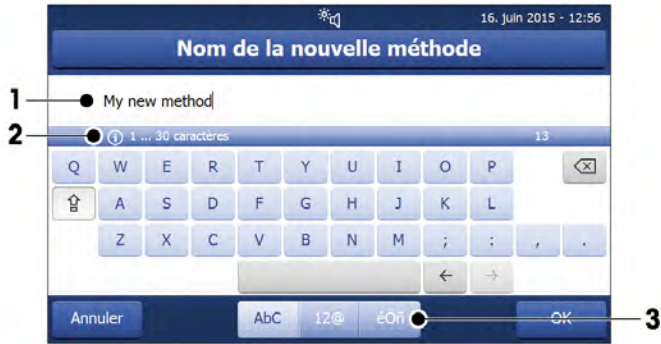 16. juin 2015 - 12:56
Nom de la nouvelle méthode
1
My new method
2
1 ... 30 caractères 13
Q W E R T Y U I O P
A S D F G H J K L
Z X C V B N M ; : , .
Annuler AbC 12@ éOñ OK
3